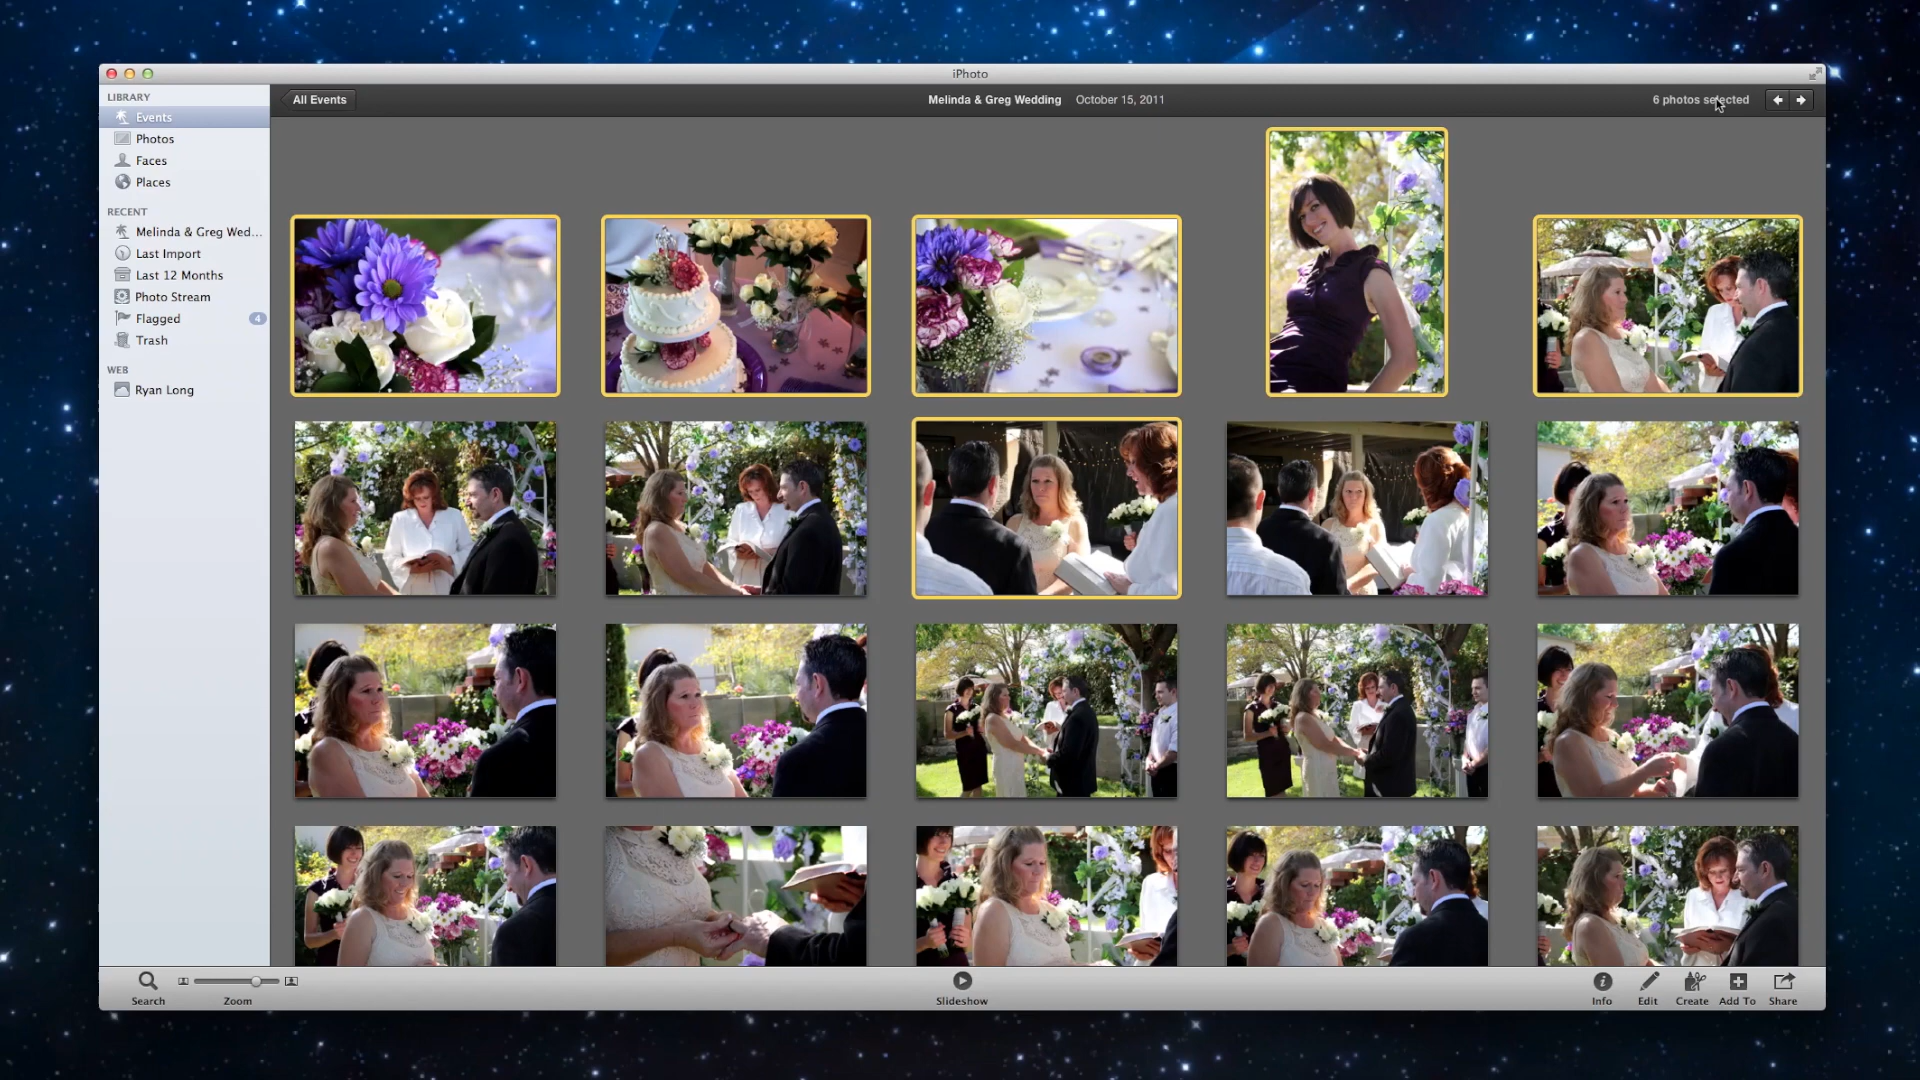 iPhoto
All Events
Melinda & Greg Wedding October 15, 2011
6 photos selected
LIBRARY
Events
Photos
Faces
Places
RECENT
Melinda & Greg Wed...
Last Import
Last 12 Months
Photo Stream
Flagged 4
Trash
WEB
Ryan Long
Search
Zoom
Slideshow
Info
Edit
Create
Add To
Share